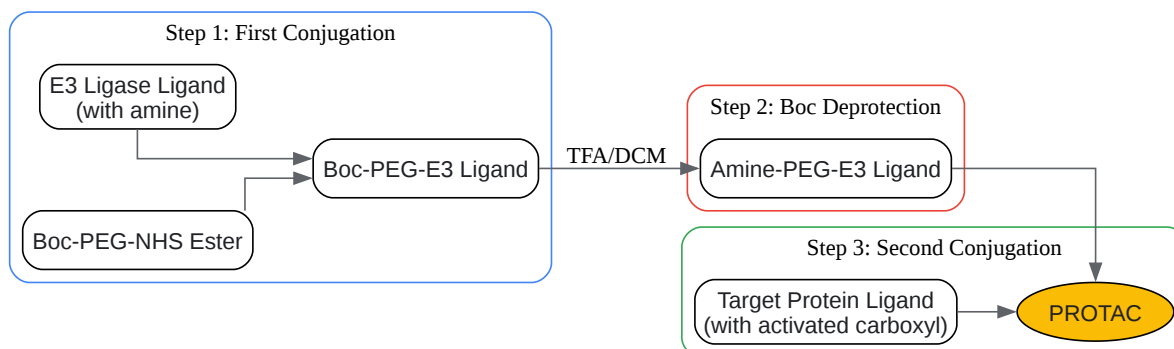 Step 1: First Conjugation
E3 Ligase Ligand
(with amine)
Boc-PEG-NHS Ester
Boc-PEG-E3 Ligand
TFA/DCM
Step 2: Boc Deprotection
Amine-PEG-E3 Ligand
Step 3: Second Conjugation
Target Protein Ligand
(with activated carboxyl)
PROTAC